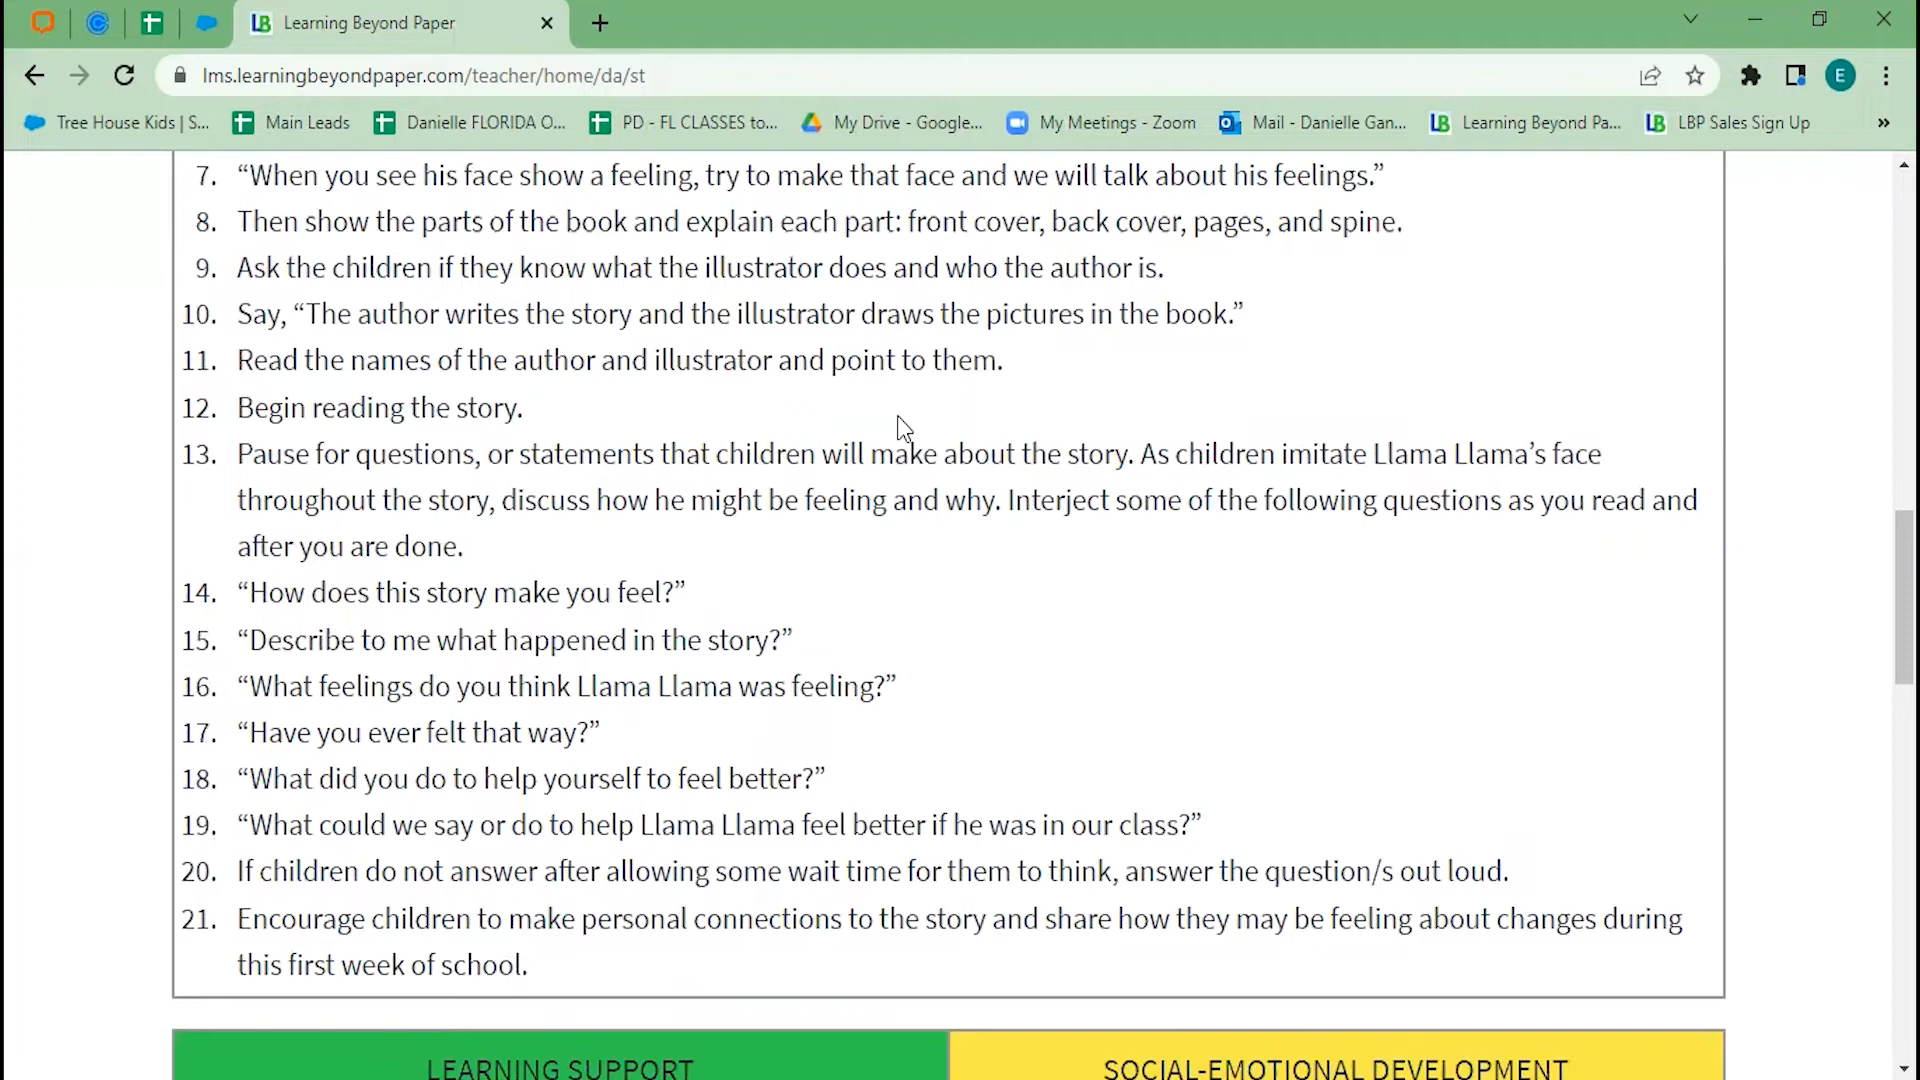 Learning Beyond Paper
lms.learningbeyondpaper.com/teacher/home/da/st
E
Tree House Kids | S... Main Leads Danielle FLORIDA O... PD - FL CLASSES to... My Drive - Google... My Meetings - Zoom Mail - Danielle Gan... Learning Beyond Pa... LBP Sales Sign Up »
7. “When you see his face show a feeling, try to make that face and we will talk about his feelings.”
8. Then show the parts of the book and explain each part: front cover, back cover, pages, and spine.
9. Ask the children if they know what the illustrator does and who the author is.
10. Say, “The author writes the story and the illustrator draws the pictures in the book.”
11. Read the names of the author and illustrator and point to them.
12. Begin reading the story.
13. Pause for questions, or statements that children will make about the story. As children imitate Llama Llama’s face
throughout the story, discuss how he might be feeling and why. Interject some of the following questions as you read and
after you are done.
14. “How does this story make you feel?”
15. “Describe to me what happened in the story?”
16. “What feelings do you think Llama Llama was feeling?”
17. “Have you ever felt that way?”
18. “What did you do to help yourself to feel better?”
19. “What could we say or do to help Llama Llama feel better if he was in our class?”
20. If children do not answer after allowing some wait time for them to think, answer the question/s out loud.
21. Encourage children to make personal connections to the story and share how they may be feeling about changes during
this first week of school.
LEARNING SUPPORT SOCIAL-EMOTIONAL DEVELOPMENT